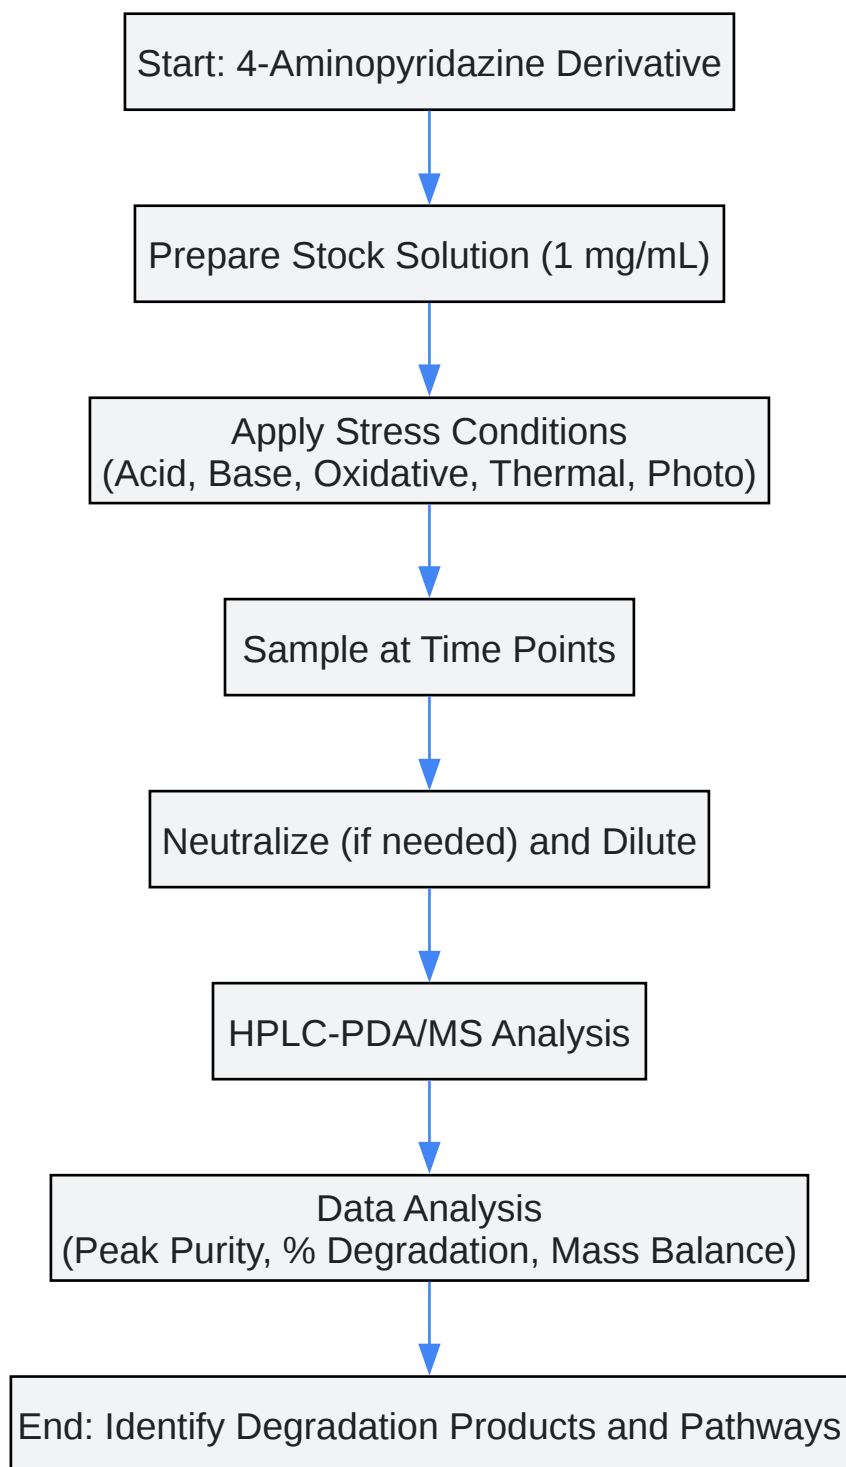 Start: 4-Aminopyridazine Derivative
Prepare Stock Solution (1 mg/mL)
Apply Stress Conditions
(Acid, Base, Oxidative, Thermal, Photo)
Sample at Time Points
Neutralize (if needed) and Dilute
HPLC-PDA/MS Analysis
Data Analysis
(Peak Purity, % Degradation, Mass Balance)
End: Identify Degradation Products and Pathways